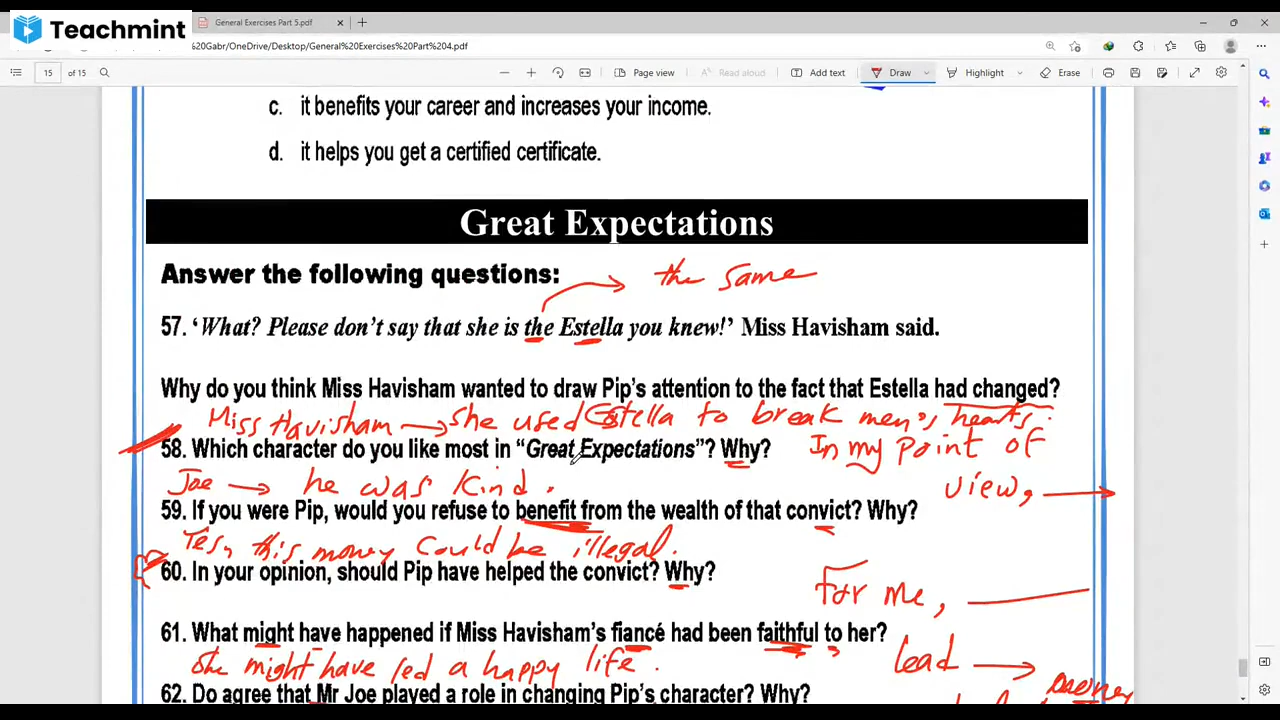 Teachmint
General Exercises Part 5.pdf
%20Gabr/OneDrive/Desktop/General%20Exercises%20Part%204.pdf
15 of 15 Page view Read aloud Add text Draw Highlight Erase
c. it benefits your career and increases your income.
d. it helps you get a certified certificate.
Great Expectations
Answer the following questions:
the same
57. ‘What? Please don’t say that she is the Estella you knew!’ Miss Havisham said.
Why do you think Miss Havisham wanted to draw Pip’s attention to the fact that Estella had changed?
Miss Havisham → she used Estella to break men's hearts.
58. Which character do you like most in “Great Expectations”? Why?
In my point of
view,
Joe → he was kind.
59. If you were Pip, would you refuse to benefit from the wealth of that convict? Why?
Yes, this money could be illegal.
60. In your opinion, should Pip have helped the convict? Why?
for me,
61. What might have happened if Miss Havisham’s fiancé had been faithful to her?
She might have led a happy life.
lead →
62. Do agree that Mr Joe played a role in changing Pip’s character? Why?